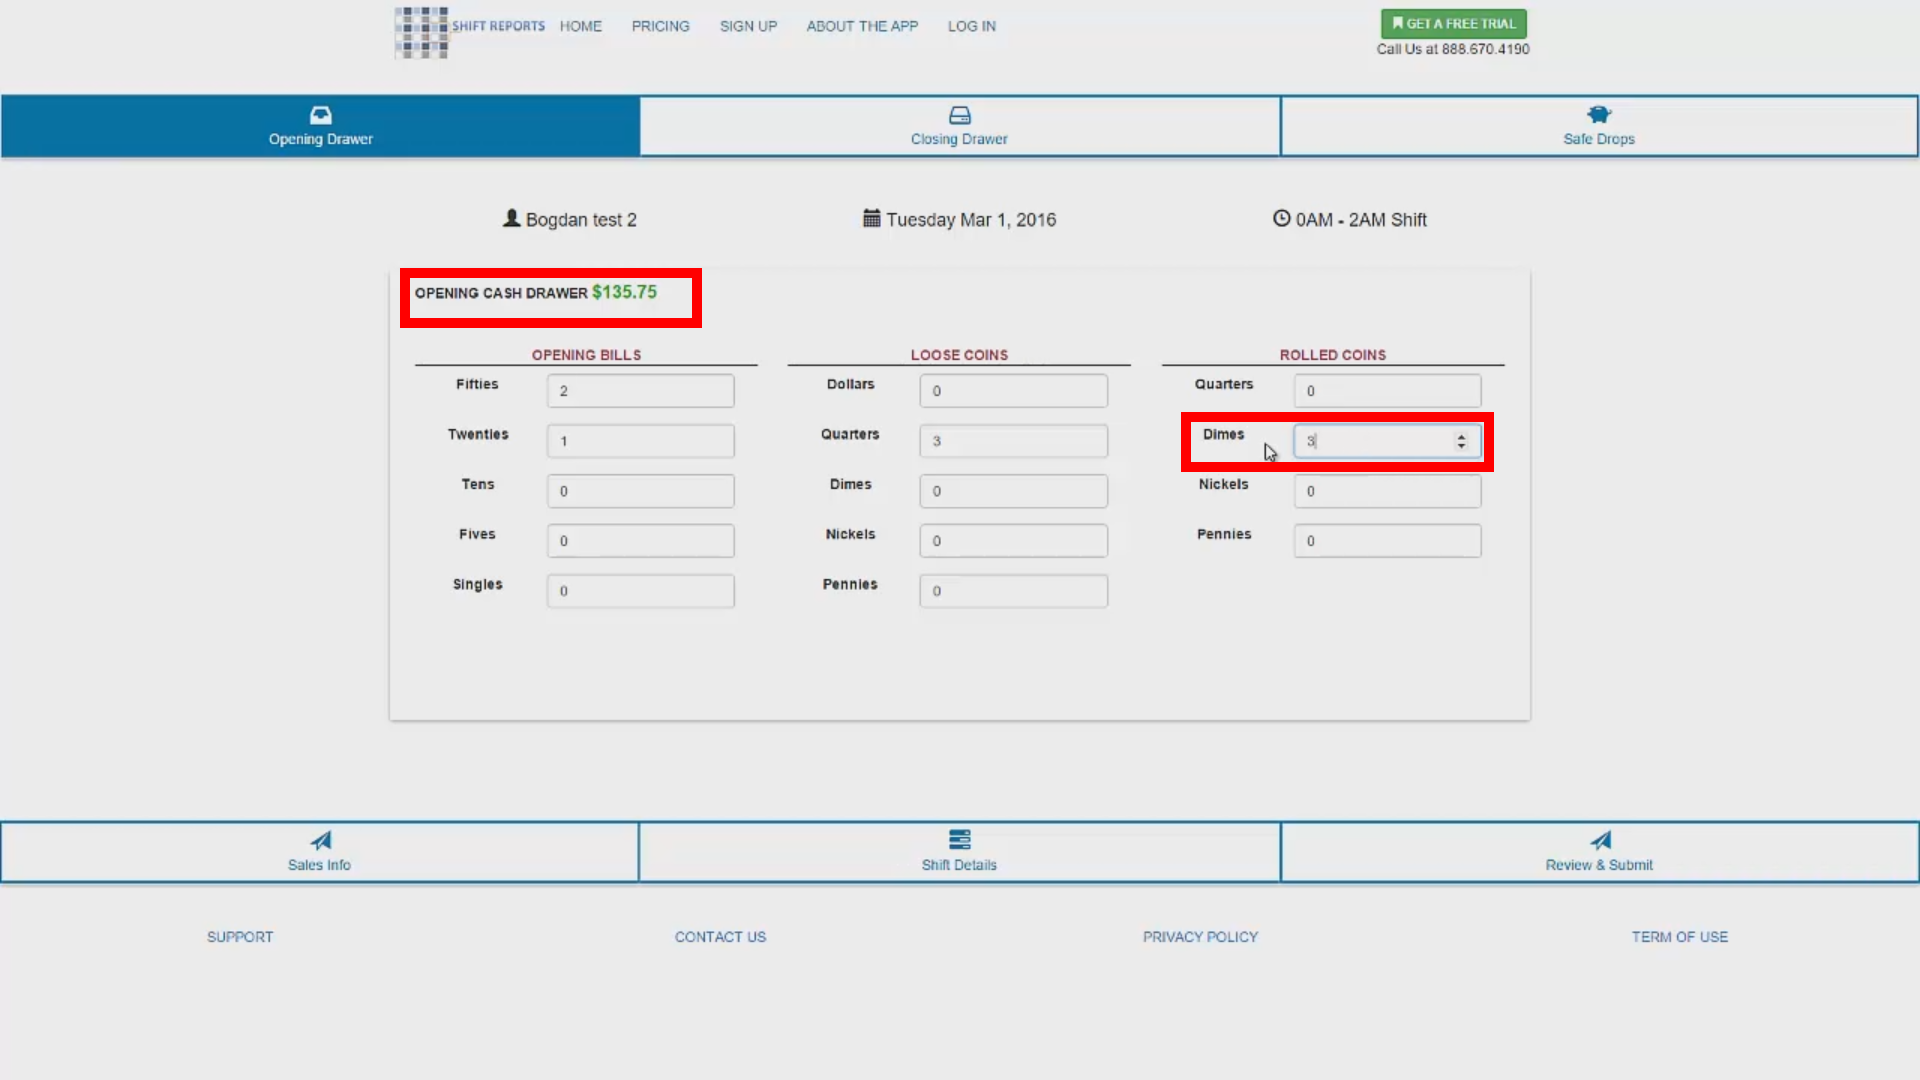 SHIFT REPORTS HOME PRICING SIGN UP ABOUT THE APP LOG IN
GET A FREE TRIAL
Call Us at 888.670.4190
Opening Drawer
Closing Drawer
Safe Drops
Bogdan test 2
Tuesday Mar 1, 2016
0AM - 2AM Shift
OPENING CASH DRAWER $135.75
OPENING BILLS
Fifties 2
Twenties 1
Tens 0
Fives 0
Singles 0
LOOSE COINS
Dollars 0
Quarters 3
Dimes 0
Nickels 0
Pennies 0
ROLLED COINS
Quarters 0
Dimes 3
Nickels 0
Pennies 0
Sales Info
Shift Details
Review & Submit
SUPPORT
CONTACT US
PRIVACY POLICY
TERM OF USE